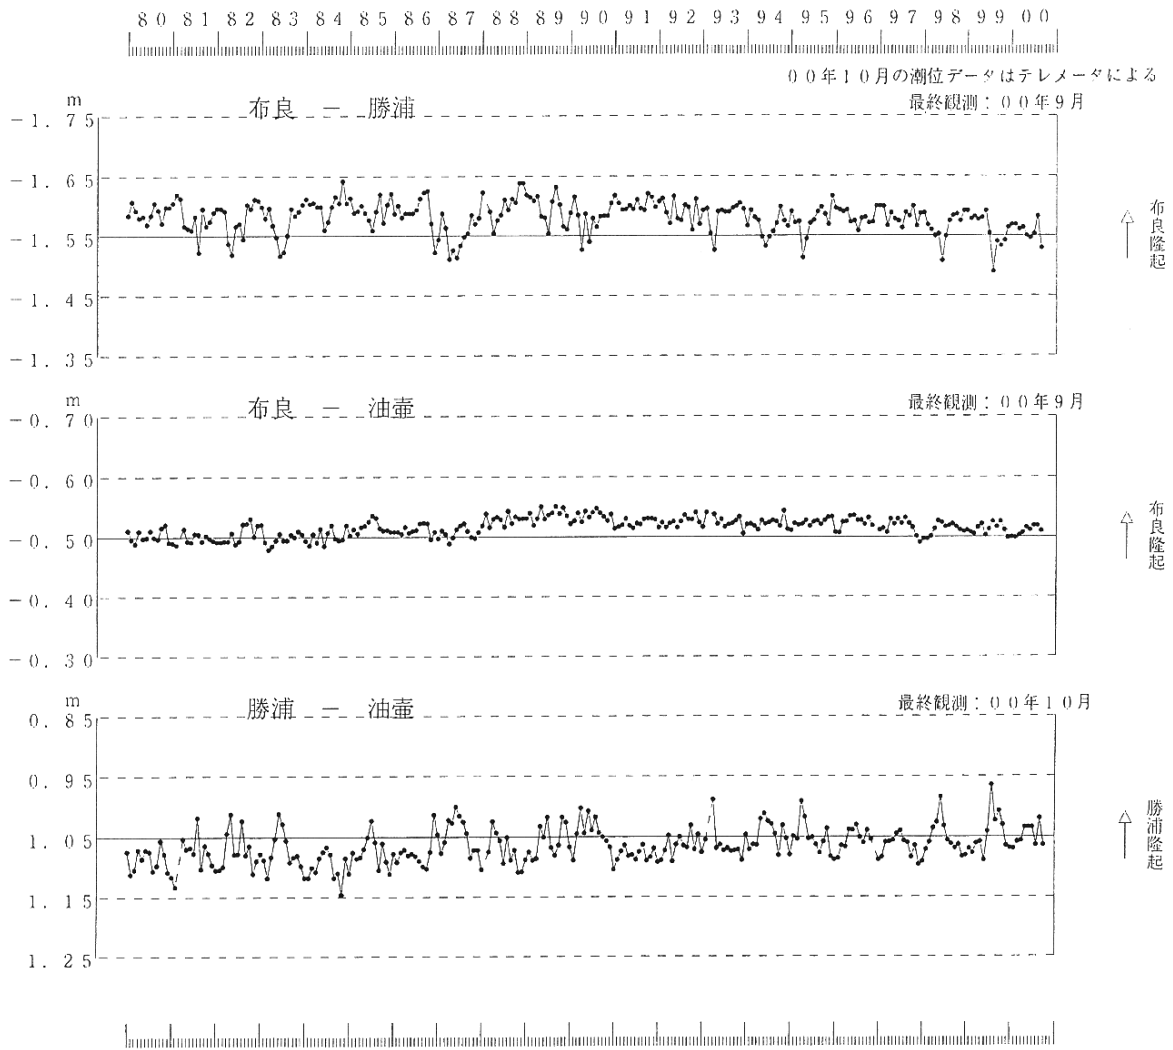 80 81 82 83 84 85 86 87 88 89 90 91 92 93 94 95 96 97 98 99 00
00年10月の潮位データはテレメータによる
m
布良 － 勝浦
最終観測：00年9月
－1.75
－1.65
－1.55
－1.45
－1.35
布良隆起
m
布良 － 油壷
最終観測：00年9月
－0.70
－0.60
－0.50
－0.40
－0.30
布良隆起
m
勝浦 － 油壷
最終観測：00年10月
0.85
0.95
1.05
1.15
1.25
勝浦隆起